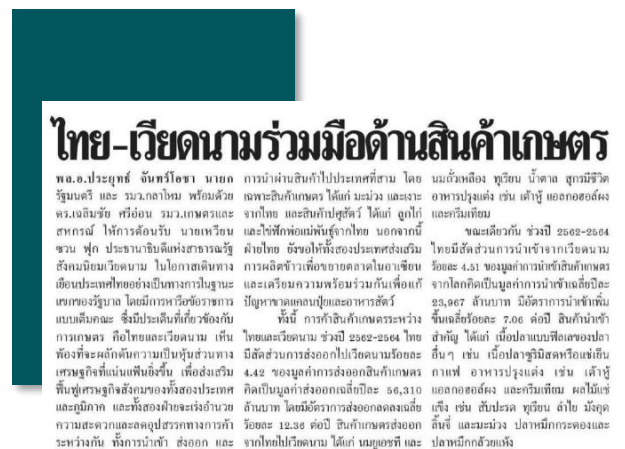 ไทย-เวียดนามร่วมมือด้านสินค้าเกษตร
พล.อ.ประยุทธ์ จันทร์โอชา นายก
รัฐมนตรี และ รมว.กลาโหม พร้อมด้วย
ดร.เฉลิมชัย ศรีอ่อน รมว.เกษตรและ
สหกรณ์ ให้การต้อนรับ นายเหวียน
ซวน ฟุก ประธานาธิบดีแห่งสาธารณรัฐ
สังคมนิยมเวียดนาม ในโอกาสเดินทาง
เยือนประเทศไทยอย่างเป็นทางการในฐานะ
แขกของรัฐบาล โดยมีการหารือข้อราชการ
แบบเต็มคณะ ซึ่งมีประเด็นที่เกี่ยวข้องกับ
การเกษตร คือไทยและเวียดนาม เห็น
พ้องที่จะผลักดันความเป็นหุ้นส่วนทาง
เศรษฐกิจที่แน่นแฟ้นยิ่งขึ้น เพื่อส่งเสริม
ฟื้นฟูเศรษฐกิจสังคมของทั้งสองประเทศ
และภูมิภาค และทั้งสองฝ่ายจะเร่งอำนวย
ความสะดวกและลดอุปสรรคทางการค้า
ระหว่างกัน ทั้งการนำเข้า ส่งออก และ
การนำผ่านสินค้าไปประเทศที่สาม โดย
เฉพาะสินค้าเกษตร ได้แก่ มะม่วง และเงาะ
จากไทย และสินค้าปศุสัตว์ ได้แก่ ลูกไก่
และไข่ฟักพ่อแม่พันธุ์จากไทย นอกจากนี้
ฝ่ายไทย ยังขอให้ทั้งสองประเทศส่งเสริม
การผลิตข้าวเพื่อขยายตลาดในอาเซียน
และเตรียมความพร้อมร่วมกันเพื่อแก้
ปัญหาขาดแคลนปุ๋ยและอาหารสัตว์
ทั้งนี้ การค้าสินค้าเกษตรระหว่าง
ไทยและเวียดนาม ช่วงปี 2562-2564 ไทย
มีสัดส่วนการส่งออกไปเวียดนามร้อยละ
4.42 ของมูลค่าการส่งออกสินค้าเกษตร
คิดเป็นมูลค่าส่งออกเฉลี่ยปีละ 56,310
ล้านบาท โดยมีอัตราการส่งออกลดลงเฉลี่ย
ร้อยละ 12.36 ต่อปี สินค้าเกษตรส่งออก
จากไทยไปเวียดนาม ได้แก่ นมยูเอชที และ
นมถั่วเหลือง ทุเรียน น้ำตาล สุกรมีชีวิต
อาหารปรุงแต่ง เช่น เต้าหู้ แอลกอฮอล์ผง
และครีมเทียม
ขณะเดียวกัน ช่วงปี 2562-2564
ไทยมีสัดส่วนการนำเข้าจากเวียดนาม
ร้อยละ 4.51 ของมูลค่าการนำเข้าสินค้าเกษตร
จากโลกคิดเป็นมูลค่าการนำเข้าเฉลี่ยปีละ
23,967 ล้านบาท มีอัตราการนำเข้าเพิ่ม
ขึ้นเฉลี่ยร้อยละ 7.06 ต่อปี สินค้านำเข้า
สำคัญ ได้แก่ เนื้อปลาแบบฟิลเลของปลา
อื่นๆ เช่น เนื้อปลาซูริมิสดหรือแช่เย็น
กาแฟ อาหารปรุงแต่ง เช่น เต้าหู้
แอลกอฮอล์ผง และครีมเทียม ผลไม้แช่
แข็ง เช่น สับปะรด ทุเรียน ลำไย มังคุด
ลิ้นจี่ และมะม่วง ปลาหมึกกระดองและ
ปลาหมึกกล้วยแห้ง